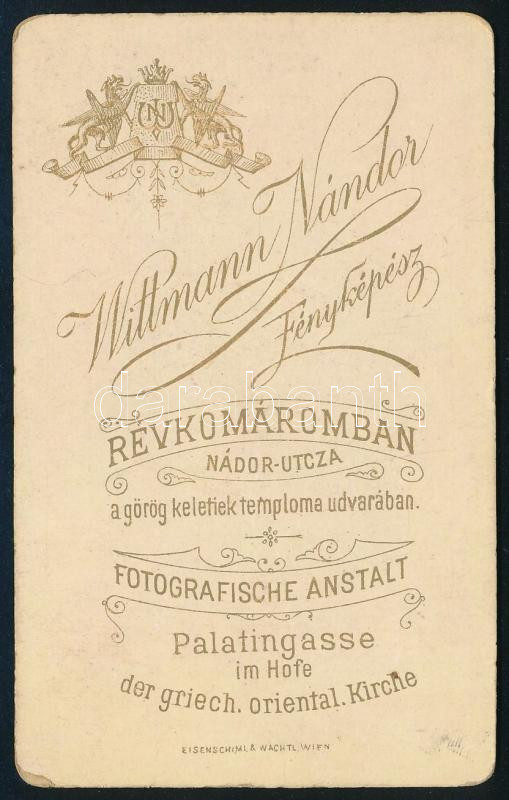 Wittmann Nándor
Fényképész
RÉVKOMÁROMBAN
NÁDOR-UTCZA
a görög keletiek temploma udvarában.
FOTOGRAFISCHE ANSTALT
Palatingasse
im Hofe
der griech. oriental. Kirche
EISENSCHIML & WACHTL, WIEN
darabanth